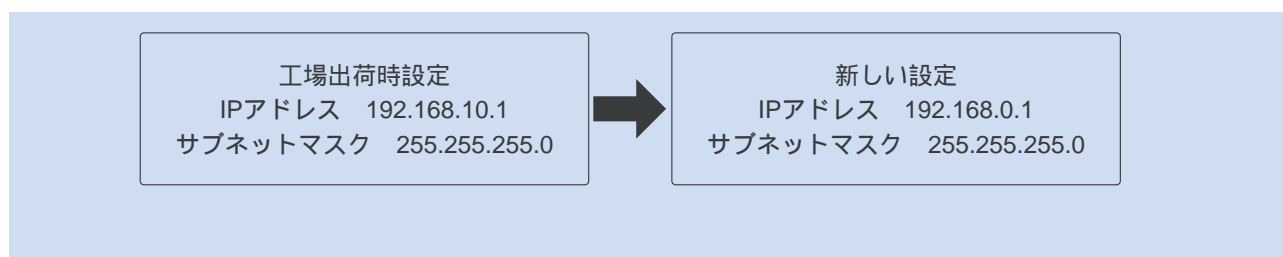 工場出荷時設定
IPアドレス　192.168.10.1
サブネットマスク　255.255.255.0
新しい設定
IPアドレス　192.168.0.1
サブネットマスク　255.255.255.0